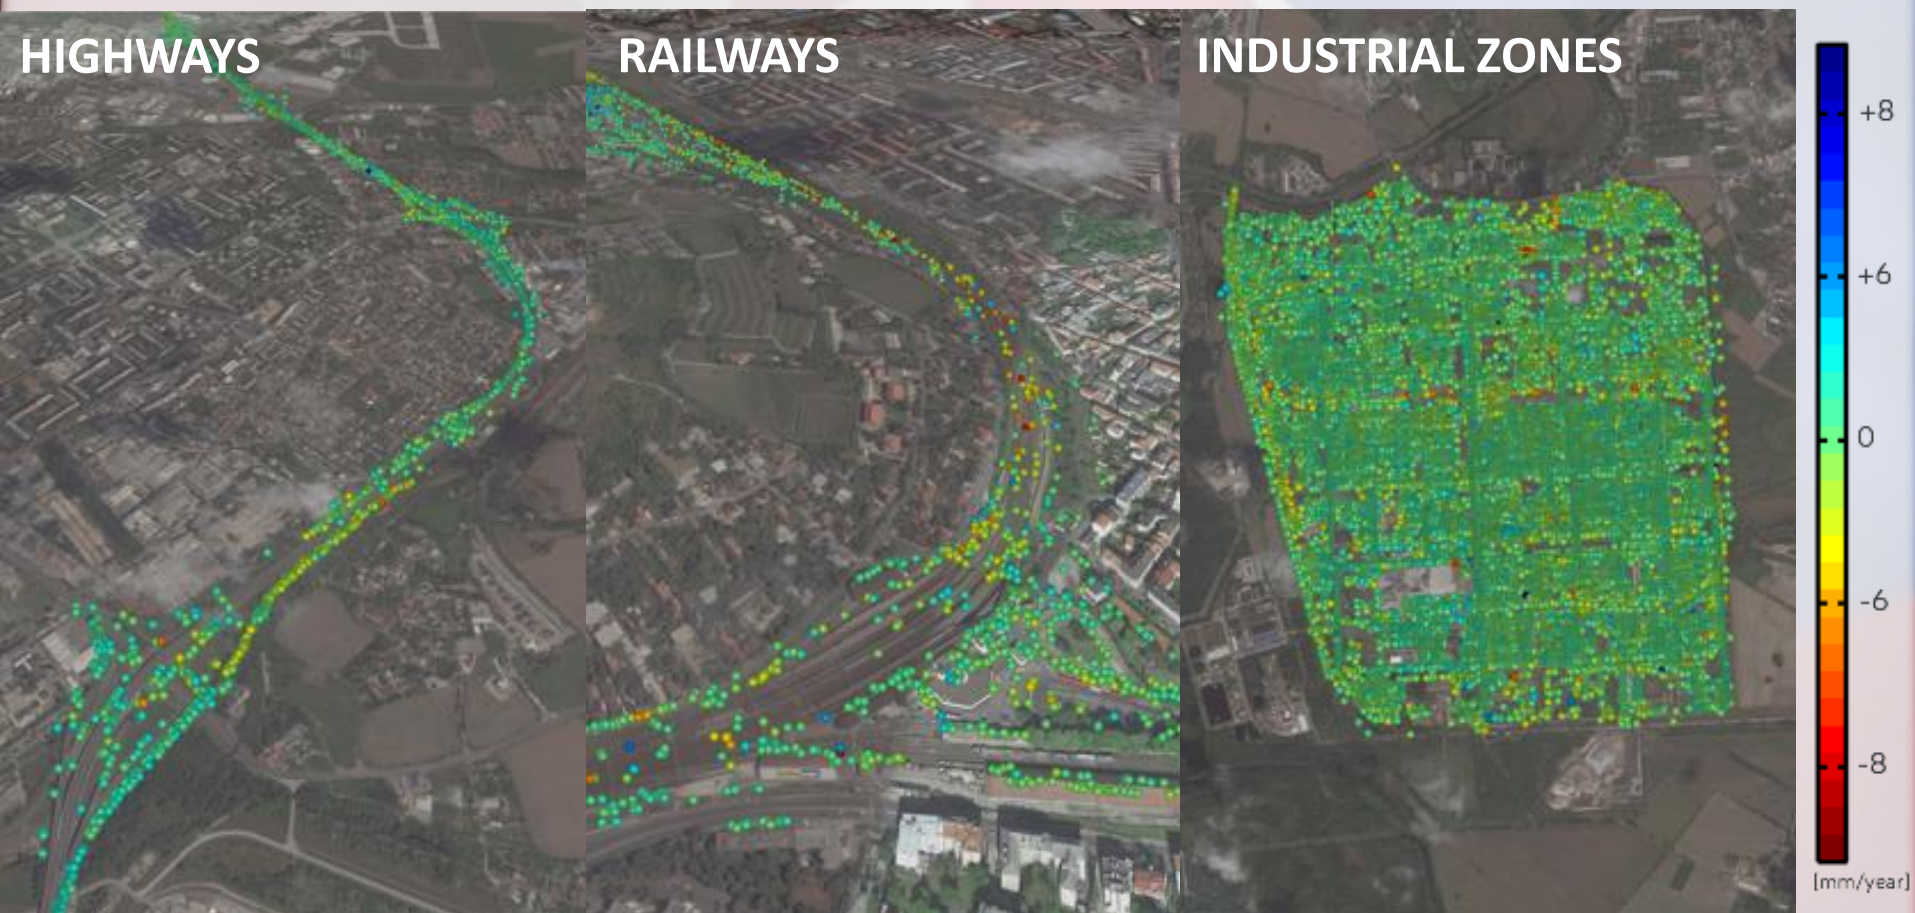 HIGHWAYS
RAILWAYS
INDUSTRIAL ZONES
+8
+6
0
-6
-8
[mm/year]